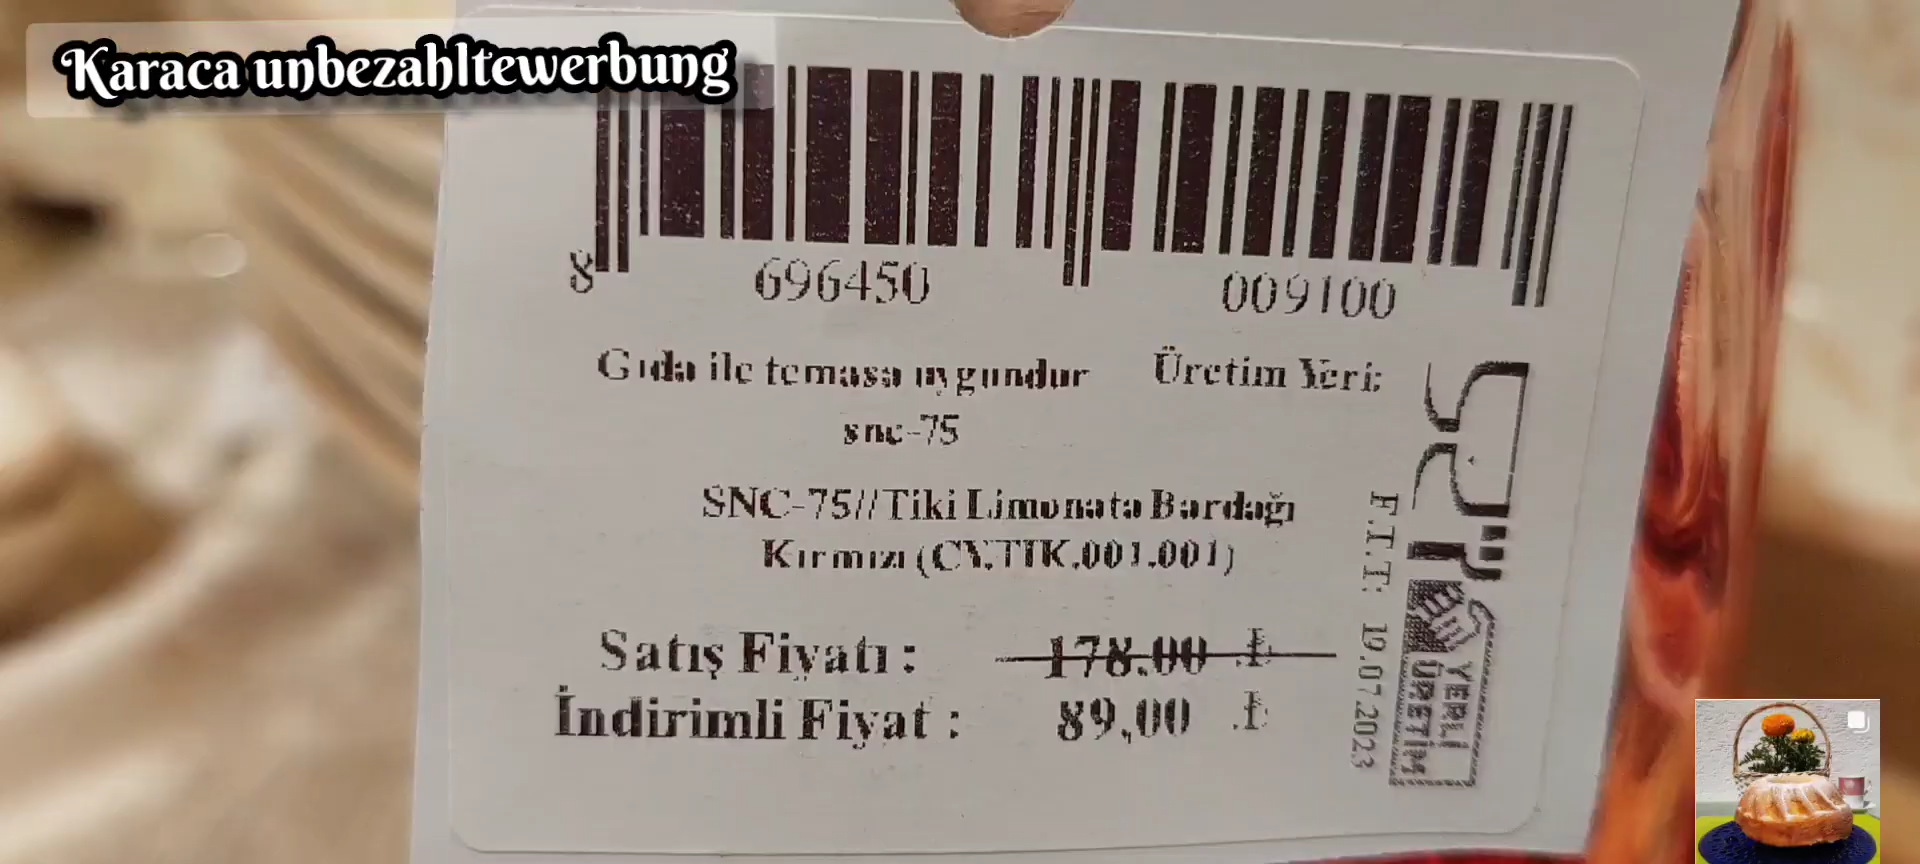 Karaca unbezahltewerbung
8 696450 009100
Gıda ile temasa uygundur Üretim Yeri:
snc-75
SNC-75//Tiki Limonata Bardağı
Kırmızı (CY.TIK.001.001)
Satış Fiyatı : 178.00 ₺
İndirimli Fiyat : 89,00 ₺
F.T.T: 19.07.2023
YERLİ
ÜRETİM